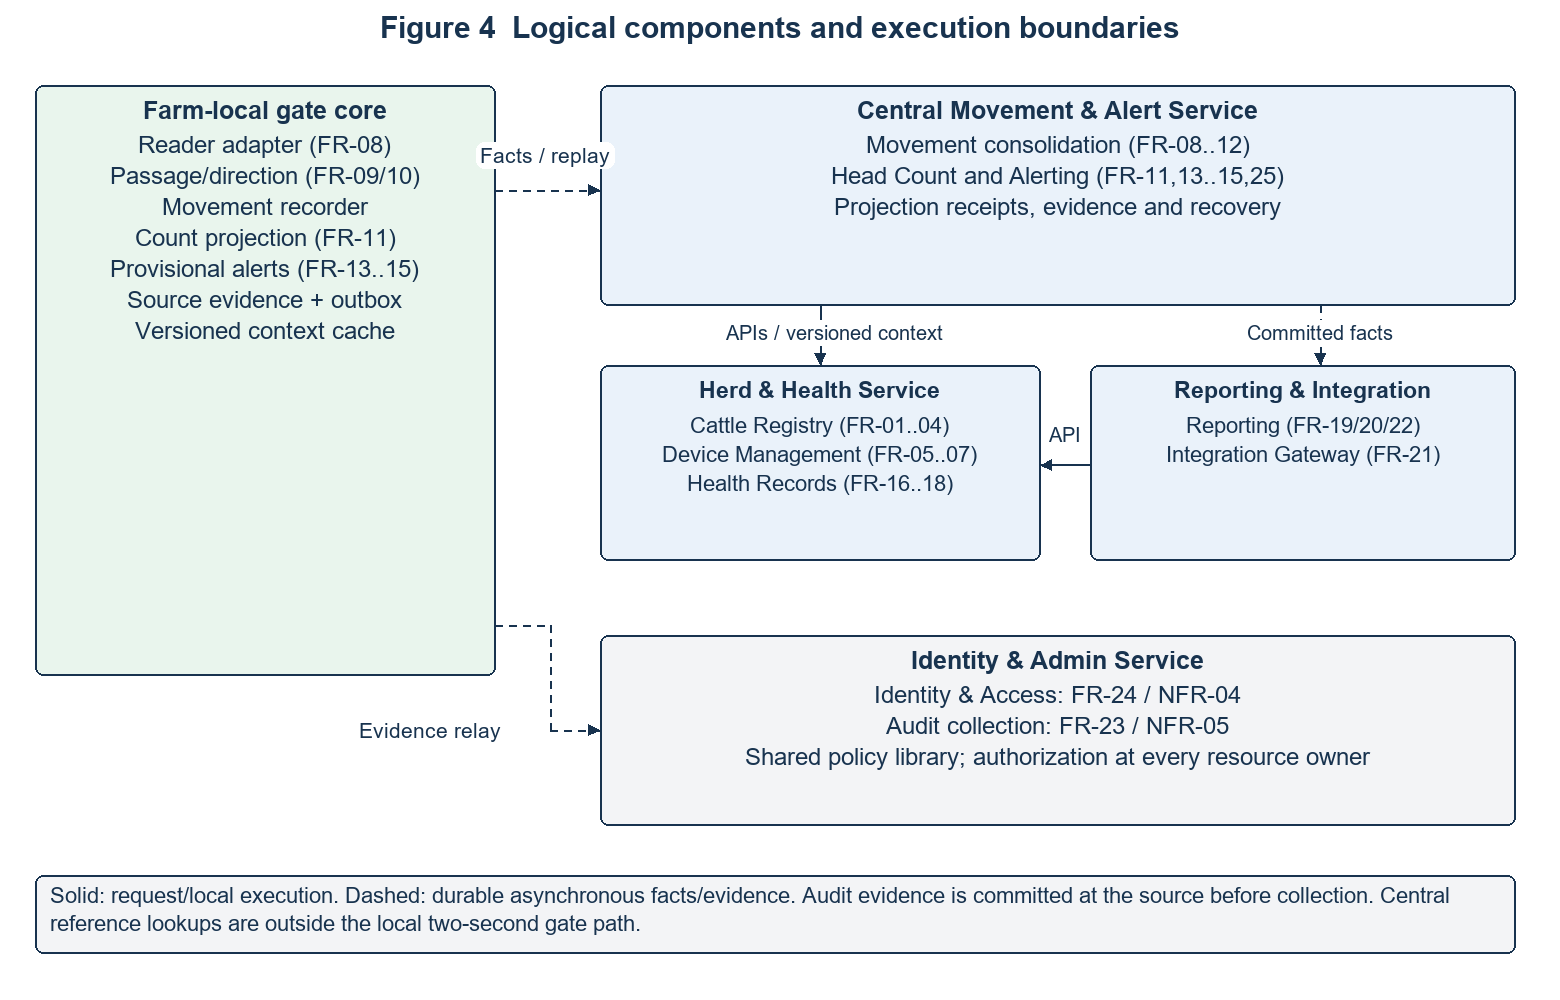 Figure 4  Logical components and execution boundaries
Farm-local gate core
Reader adapter (FR-08)
Passage/direction (FR-09/10)
Movement recorder
Count projection (FR-11)
Provisional alerts (FR-13..15)
Source evidence + outbox
Versioned context cache
Facts / replay
Central Movement & Alert Service
Movement consolidation (FR-08..12)
Head Count and Alerting (FR-11,13..15,25)
Projection receipts, evidence and recovery
APIs / versioned context
Committed facts
Herd & Health Service
Cattle Registry (FR-01..04)
Device Management (FR-05..07)
Health Records (FR-16..18)
API
Reporting & Integration
Reporting (FR-19/20/22)
Integration Gateway (FR-21)
Evidence relay
Identity & Admin Service
Identity & Access: FR-24 / NFR-04
Audit collection: FR-23 / NFR-05
Shared policy library; authorization at every resource owner
Solid: request/local execution. Dashed: durable asynchronous facts/evidence. Audit evidence is committed at the source before collection. Central
reference lookups are outside the local two-second gate path.